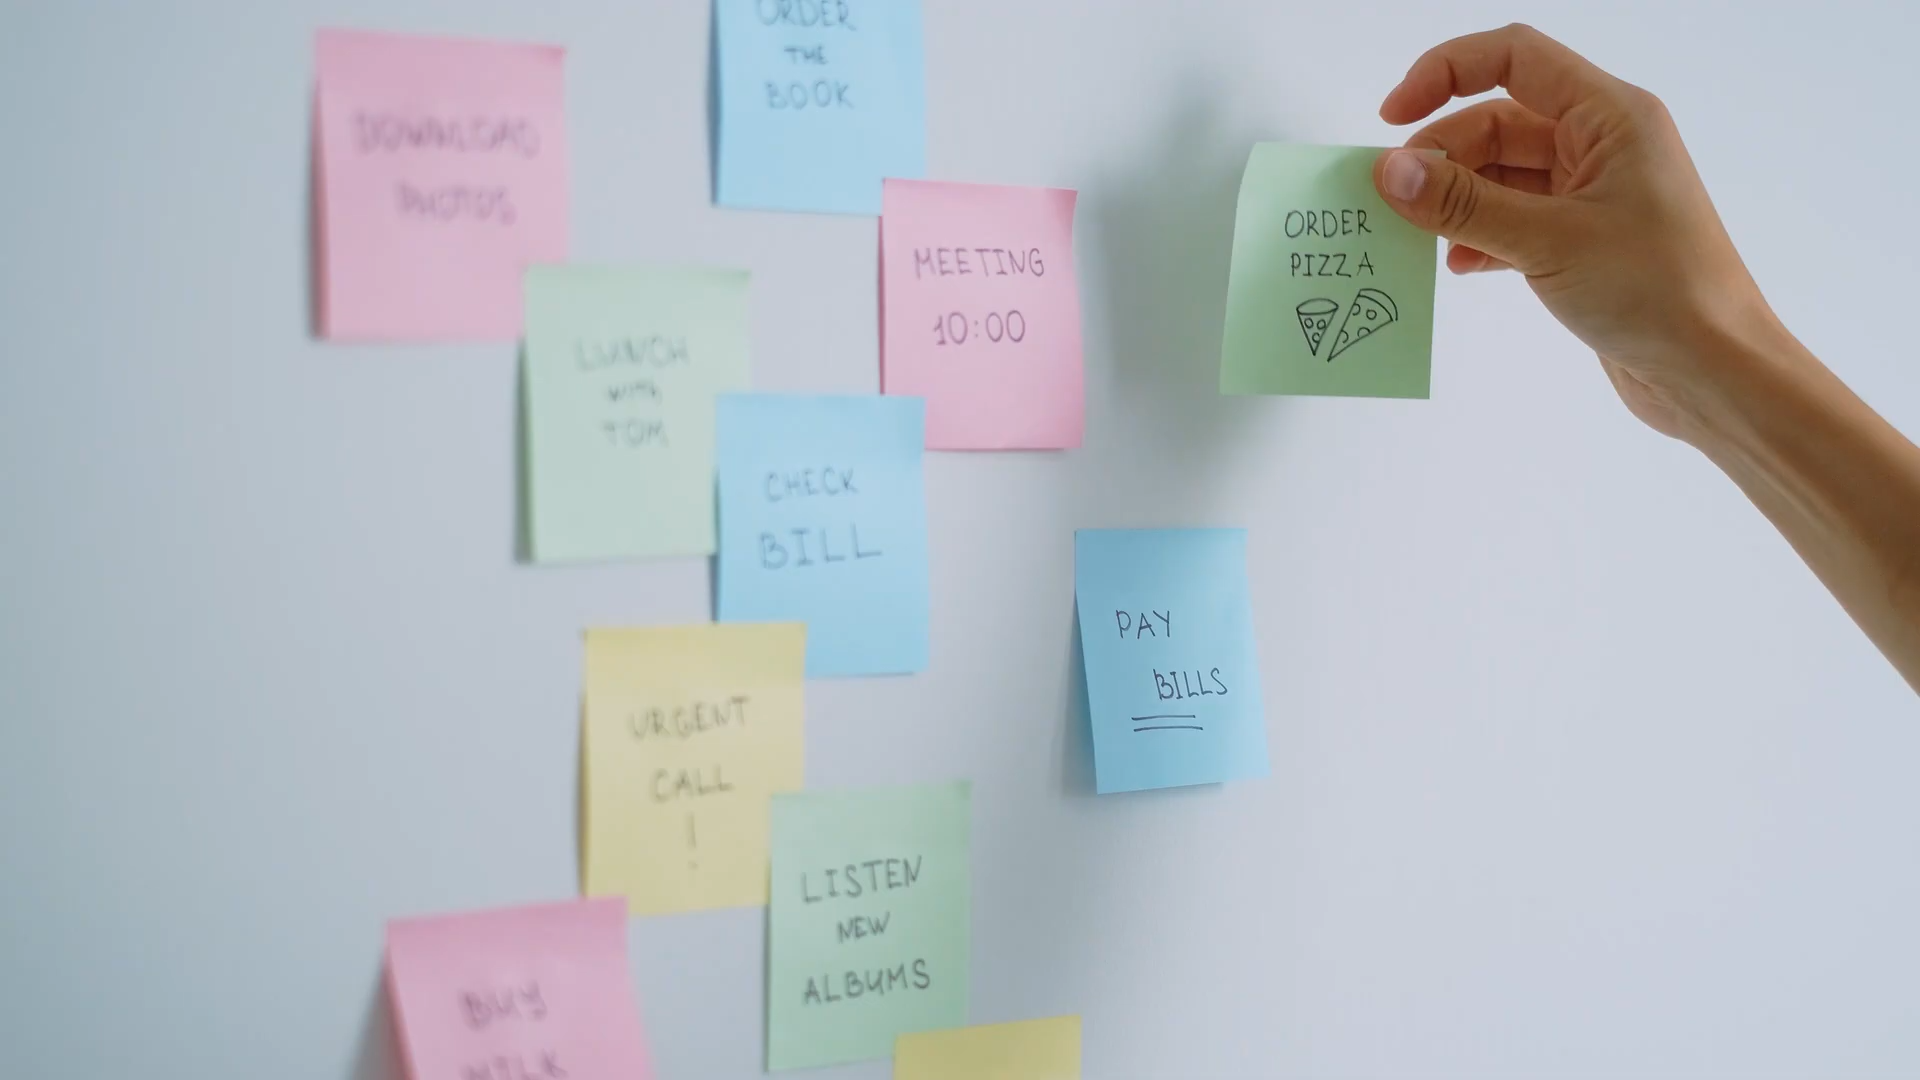 ORDER
THE
BOOK
DOWNLOAD
PHOTOS
MEETING
10:00
ORDER
PIZZA
LUNCH
WITH
TOM
CHECK
BILL
PAY
BILLS
URGENT
CALL
!
LISTEN
NEW
ALBUMS
BUY
MILK